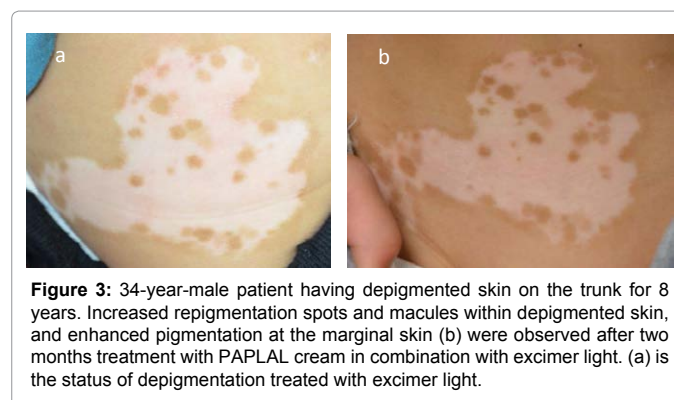 a
b
Figure 3: 34-year-male patient having depigmented skin on the trunk for 8
years. Increased repigmentation spots and macules within depigmented skin,
and enhanced pigmentation at the marginal skin (b) were observed after two
months treatment with PAPLAL cream in combination with excimer light. (a) is
the status of depigmentation treated with excimer light.